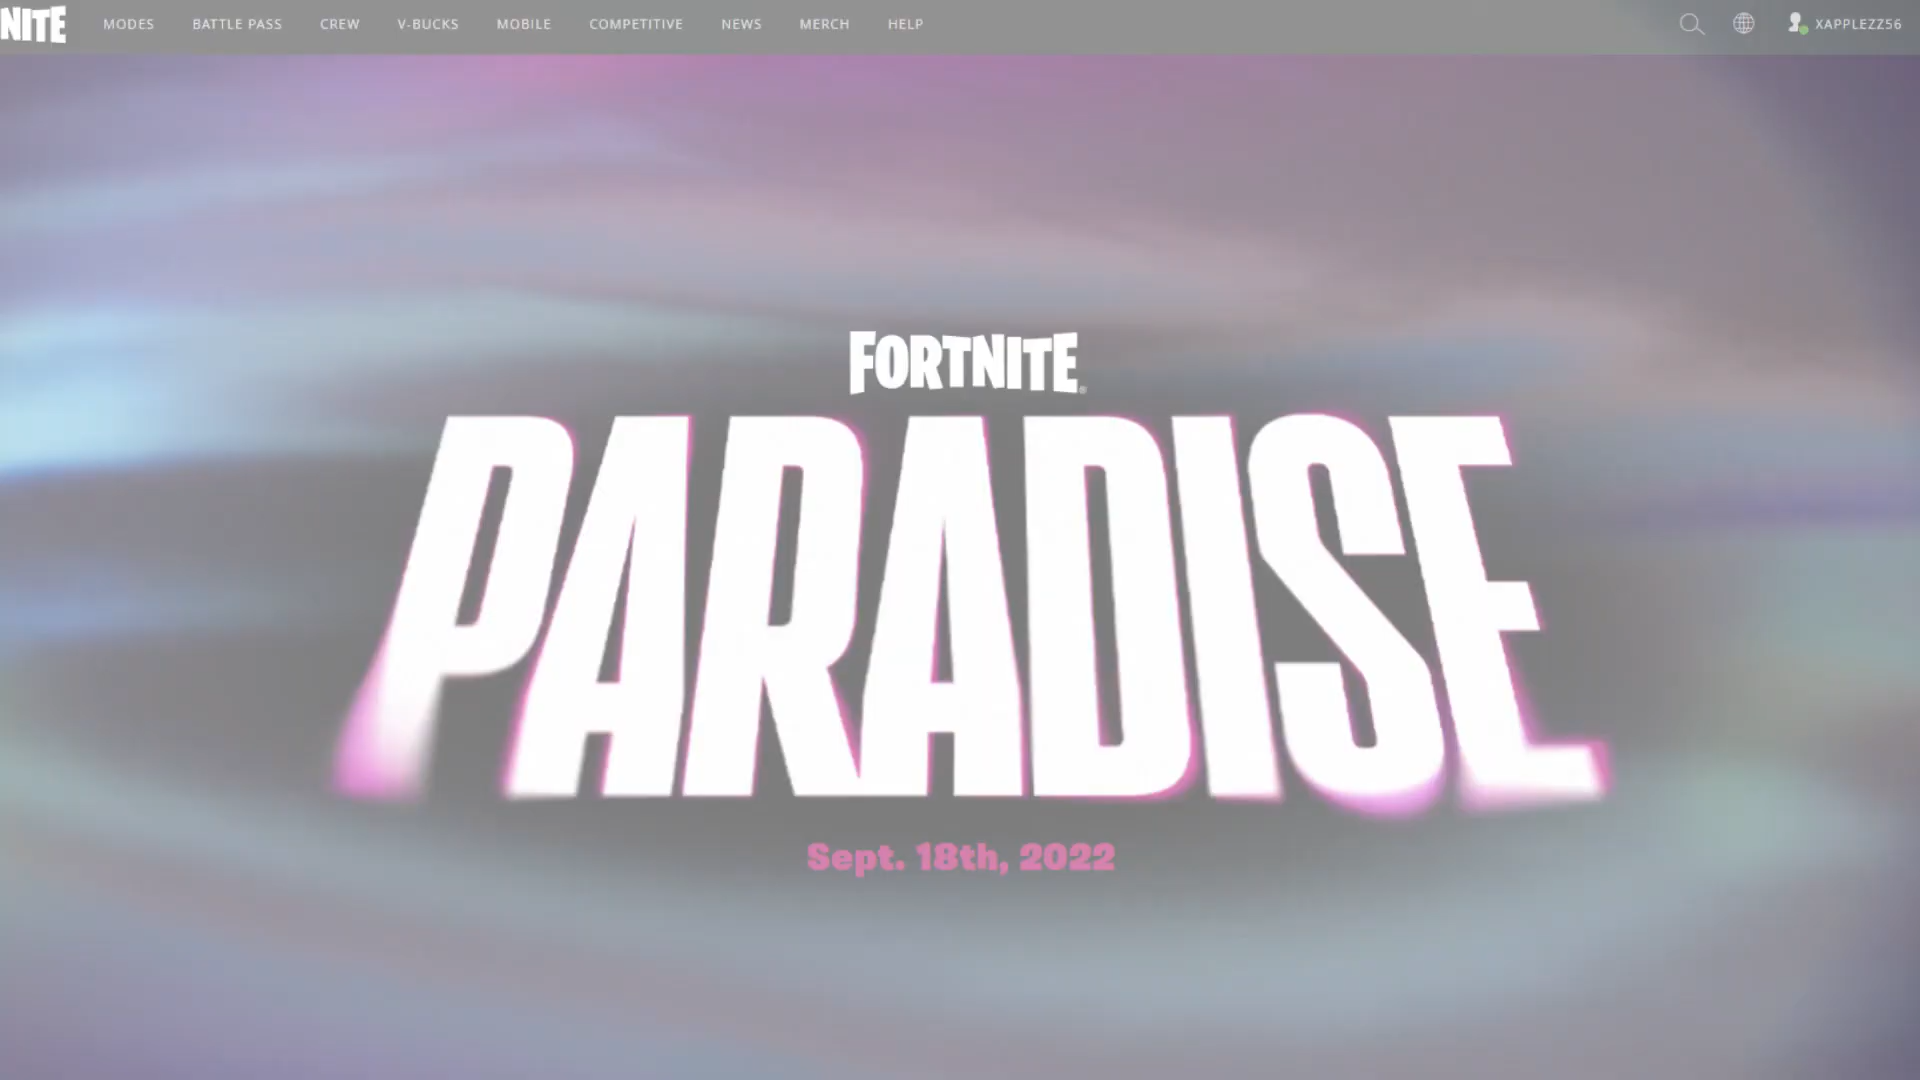 NITE MODES BATTLE PASS CREW V-BUCKS MOBILE COMPETITIVE NEWS MERCH HELP XAPPLEZZ56
FORTNITE
PARADISE
Sept. 18th, 2022